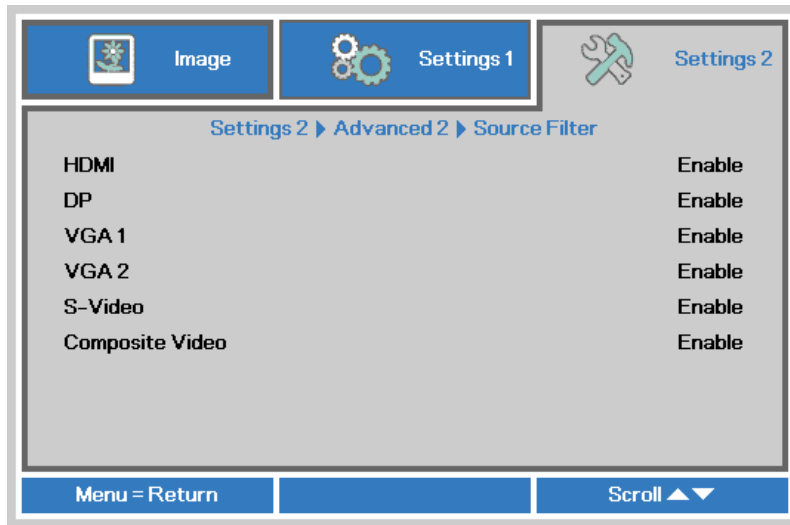 Image
Settings 1
Settings 2
Settings 2 ▶ Advanced 2 ▶ Source Filter
HDMI Enable
DP Enable
VGA 1 Enable
VGA 2 Enable
S-Video Enable
Composite Video Enable
Menu = Return
Scroll ▲▼